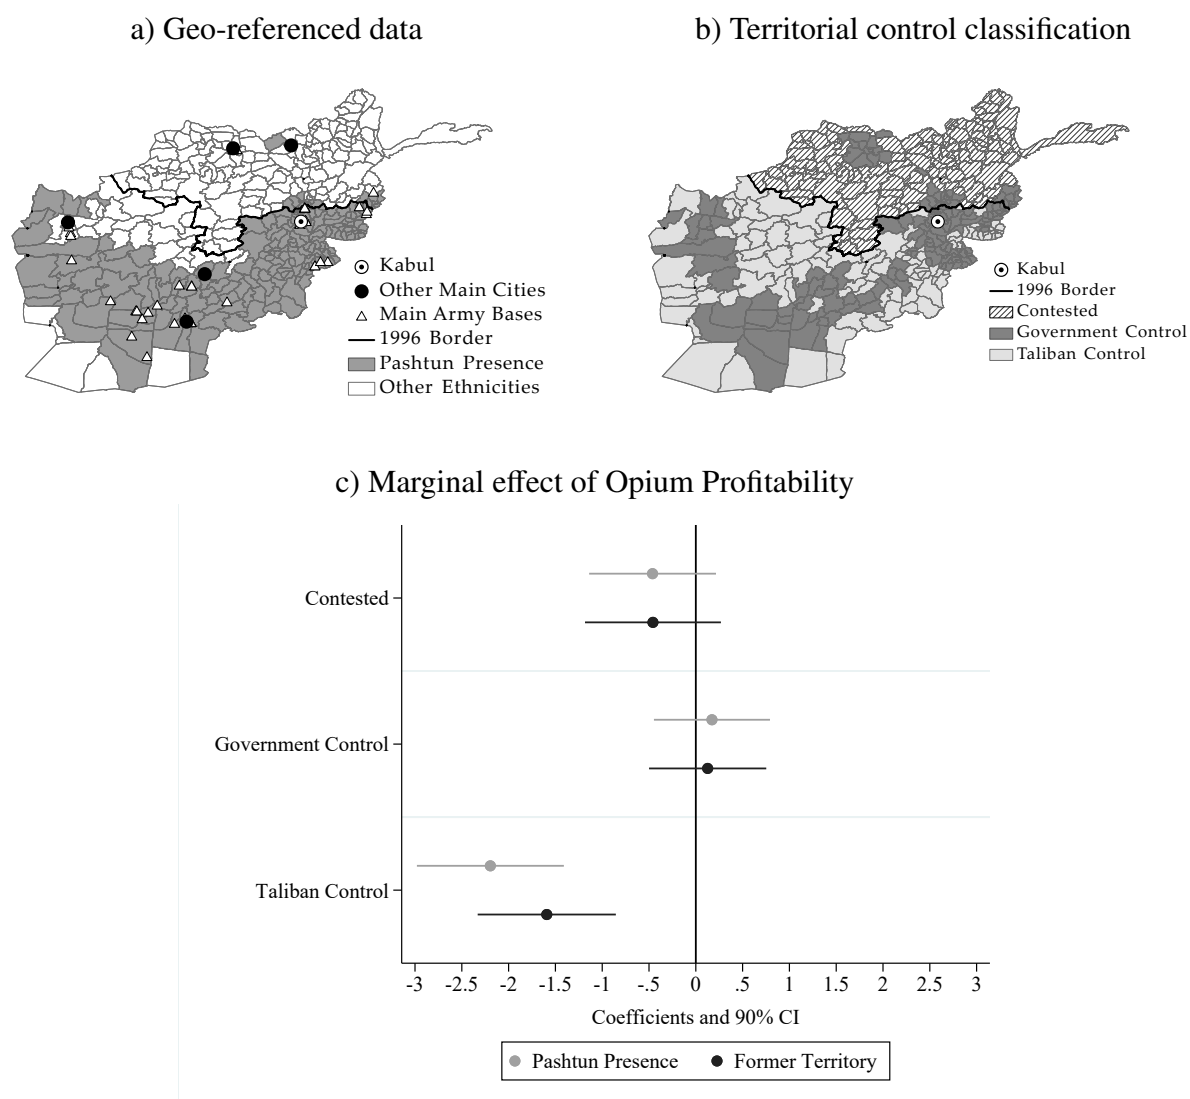 a) Geo-referenced data
b) Territorial control classification
Kabul
Other Main Cities
Main Army Bases
1996 Border
Pashtun Presence
Other Ethnicities
Kabul
1996 Border
Contested
Government Control
Taliban Control
c) Marginal effect of Opium Profitability
Contested
Government Control
Taliban Control
-3 -2.5 -2 -1.5 -1 -.5 0 .5 1 1.5 2 2.5 3
Coefficients and 90% CI
Pashtun Presence Former Territory